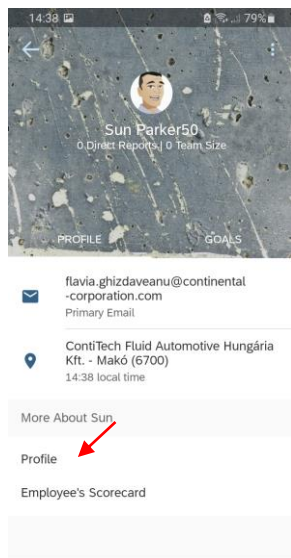 14:38 79%
Sun Parker50
0 Direct Reports | 0 Team Size
PROFILE GOALS
flavia.ghizdaveanu@continental
-corporation.com
Primary Email
ContiTech Fluid Automotive Hungária
Kft. - Makó (6700)
14:38 local time
More About Sun
Profile
Employee's Scorecard